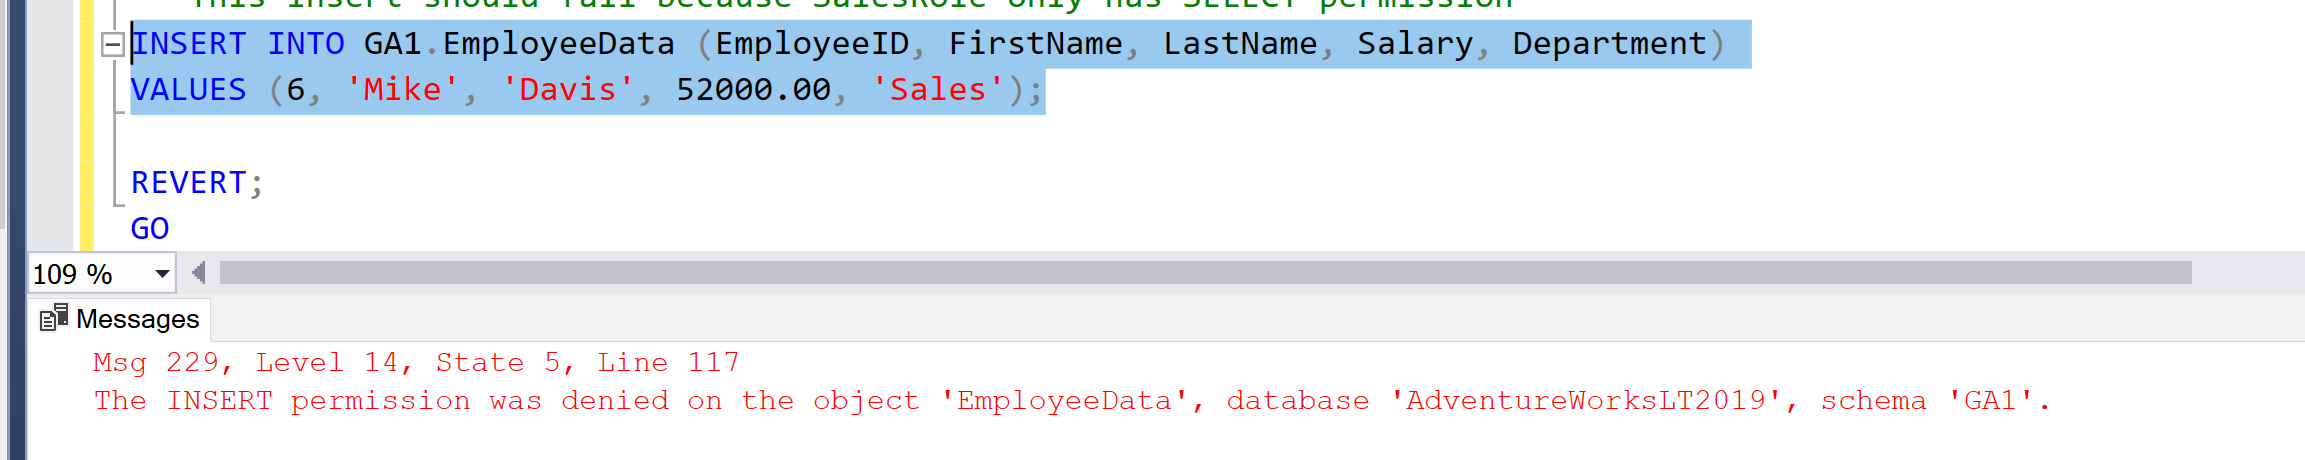 This insert should fail because SalesRole only has SELECT permission
INSERT INTO GA1.EmployeeData (EmployeeID, FirstName, LastName, Salary, Department)
VALUES (6, 'Mike', 'Davis', 52000.00, 'Sales');
REVERT;
GO
109 %
Messages
Msg 229, Level 14, State 5, Line 117
The INSERT permission was denied on the object 'EmployeeData', database 'AdventureWorksLT2019', schema 'GA1'.